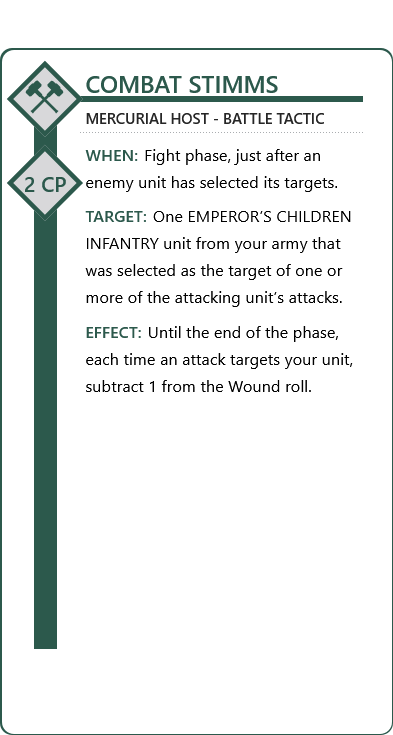 COMBAT STIMMS
MERCURIAL HOST - BATTLE TACTIC
2 CP
WHEN: Fight phase, just after an
enemy unit has selected its targets.
TARGET: One EMPEROR’S CHILDREN
INFANTRY unit from your army that
was selected as the target of one or
more of the attacking unit’s attacks.
EFFECT: Until the end of the phase,
each time an attack targets your unit,
subtract 1 from the Wound roll.